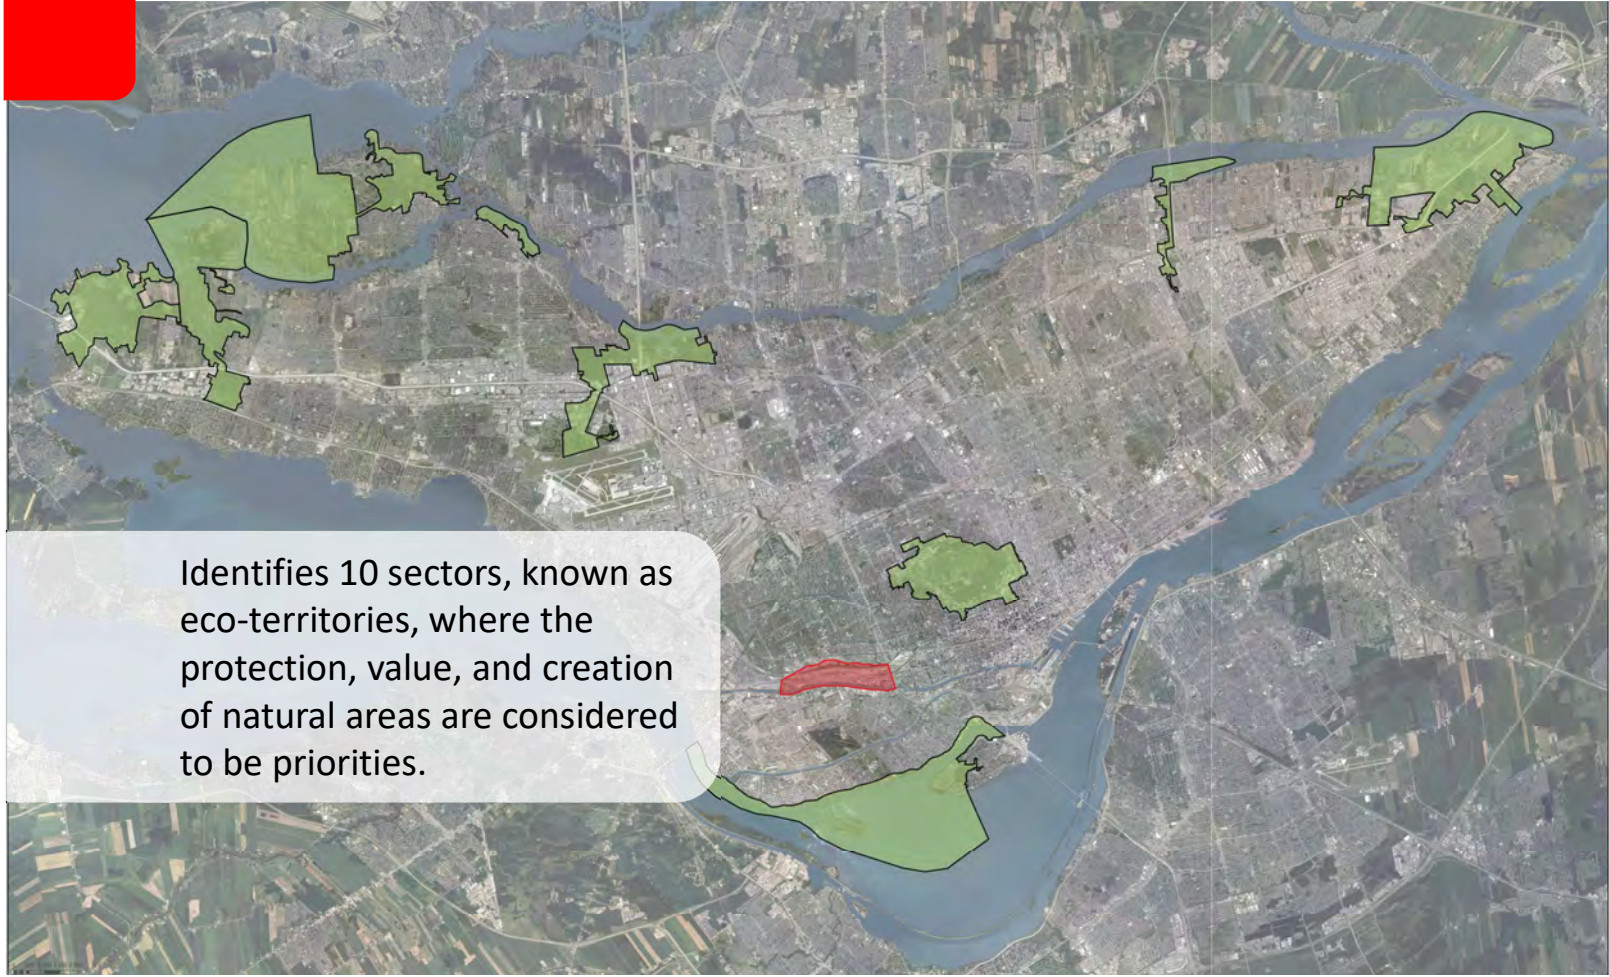 Identifies 10 sectors, known as
eco-territories, where the
protection, value, and creation
of natural areas are considered
to be priorities.